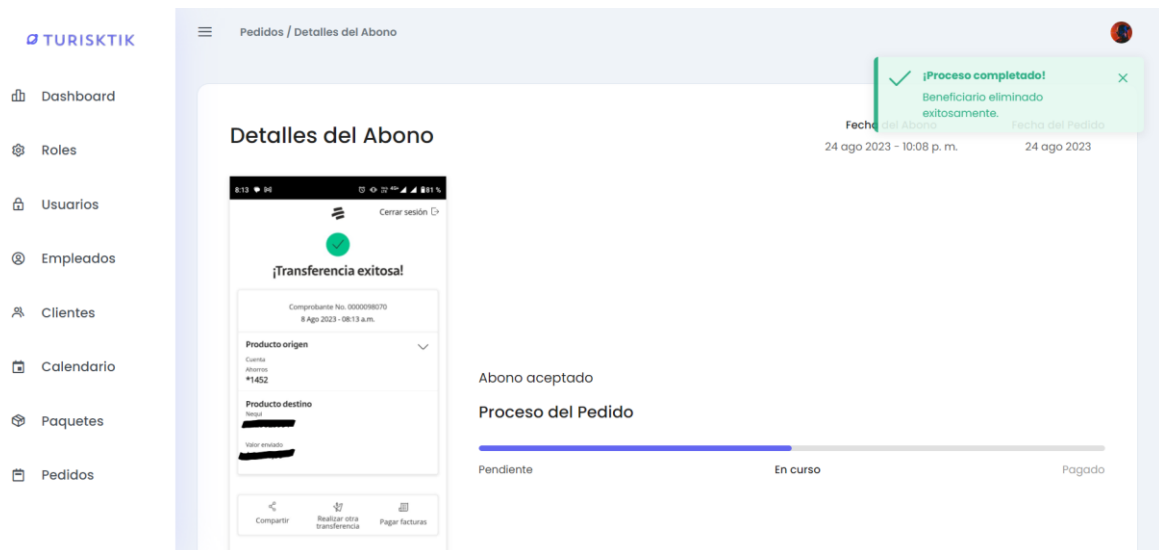 TURISKTIK
Dashboard
Roles
Usuarios
Empleados
Clientes
Calendario
Paquetes
Pedidos
Pedidos / Detalles del Abono
¡Proceso completado!
Beneficiario eliminado
exitosamente.
Detalles del Abono
Fecha del Abono
24 ago 2023 - 10:08 p. m.
Fecha del Pedido
24 ago 2023
8:13
81 %
Cerrar sesión
¡Transferencia exitosa!
Comprobante No. 0000098070
8 Ago 2023 - 08:13 a.m.
Producto origen
Cuenta
Ahorros
*1452
Producto destino
Nequi
Valor enviado
Compartir
Realizar otra
transferencia
Pagar facturas
Abono aceptado
Proceso del Pedido
Pendiente
En curso
Pagado